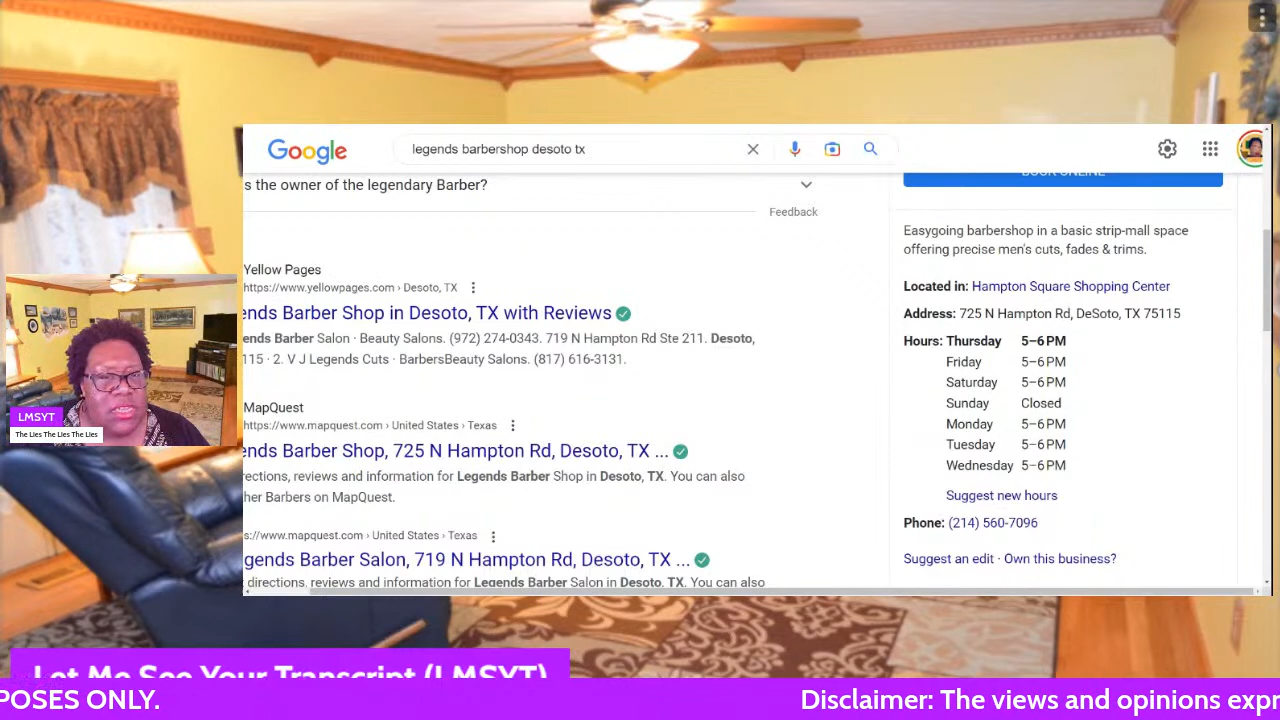 Google
legends barbershop desoto tx
s the owner of the legendary Barber?
Feedback
Yellow Pages
https://www.yellowpages.com › Desoto, TX
ends Barber Shop in Desoto, TX with Reviews
ends Barber Salon · Beauty Salons. (972) 274-0343. 719 N Hampton Rd Ste 211. Desoto,
115 · 2. V J Legends Cuts · BarbersBeauty Salons. (817) 616-3131.
MapQuest
https://www.mapquest.com › United States › Texas
ends Barber Shop, 725 N Hampton Rd, Desoto, TX ...
rections, reviews and information for Legends Barber Shop in Desoto, TX. You can also
her Barbers on MapQuest.
s://www.mapquest.com › United States › Texas
gends Barber Salon, 719 N Hampton Rd, Desoto, TX ...
directions, reviews and information for Legends Barber Salon in Desoto, TX. You can also
BOOK ONLINE
Easygoing barbershop in a basic strip-mall space
offering precise men's cuts, fades & trims.
Located in: Hampton Square Shopping Center
Address: 725 N Hampton Rd, DeSoto, TX 75115
Hours: Thursday 5–6 PM
Friday 5–6 PM
Saturday 5–6 PM
Sunday Closed
Monday 5–6 PM
Tuesday 5–6 PM
Wednesday 5–6 PM
Suggest new hours
Phone: (214) 560-7096
Suggest an edit · Own this business?
LMSYT
The Lies The Lies The Lies
Let Me See Your Transcript (LMSYT)
POSES ONLY. Disclaimer: The views and opinions expr